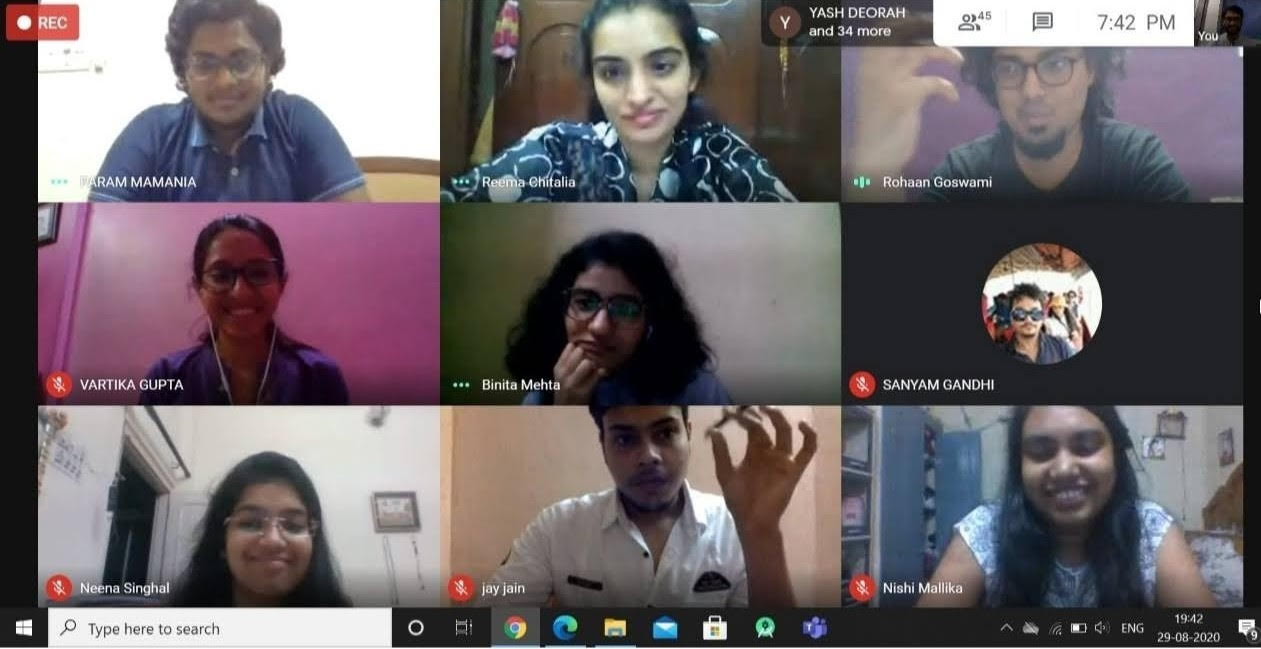 REC
Y
YASH DEORAH
and 34 more
45
7:42 PM
You
PARAM MAMANIA
Reema Chitalia
Rohaan Goswami
VARTIKA GUPTA
Binita Mehta
SANYAM GANDHI
Neena Singhal
jay jain
Nishi Mallika
Type here to search
ENG
19:42
29-08-2020
9